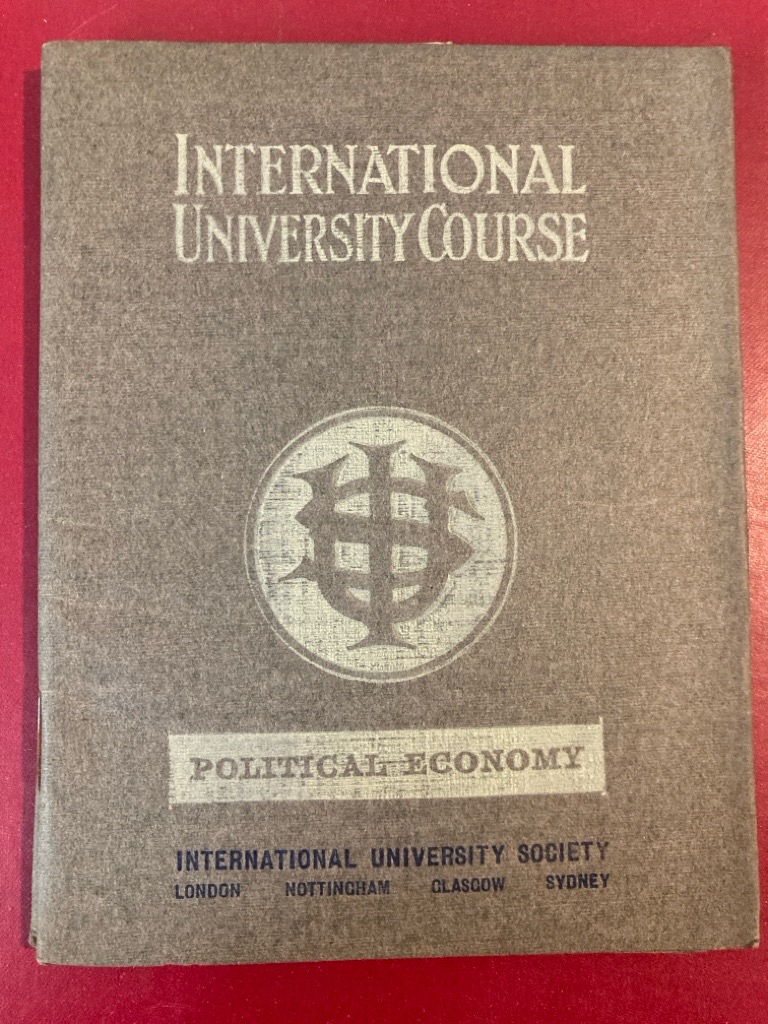 INTERNATIONAL
UNIVERSITY COURSE
POLITICAL ECONOMY
INTERNATIONAL UNIVERSITY SOCIETY
LONDON NOTTINGHAM GLASGOW SYDNEY